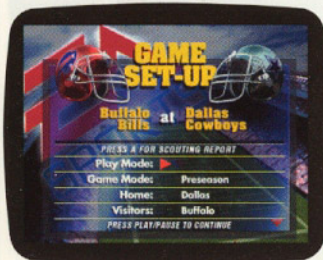 GAME
SET-UP
Buffalo
Bills
at
Dallas
Cowboys
PRESS A FOR SCOUTING REPORT
Play Mode:
Game Mode: Preseason
Home: Dallas
Visitors: Buffalo
PRESS PLAY/PAUSE TO CONTINUE